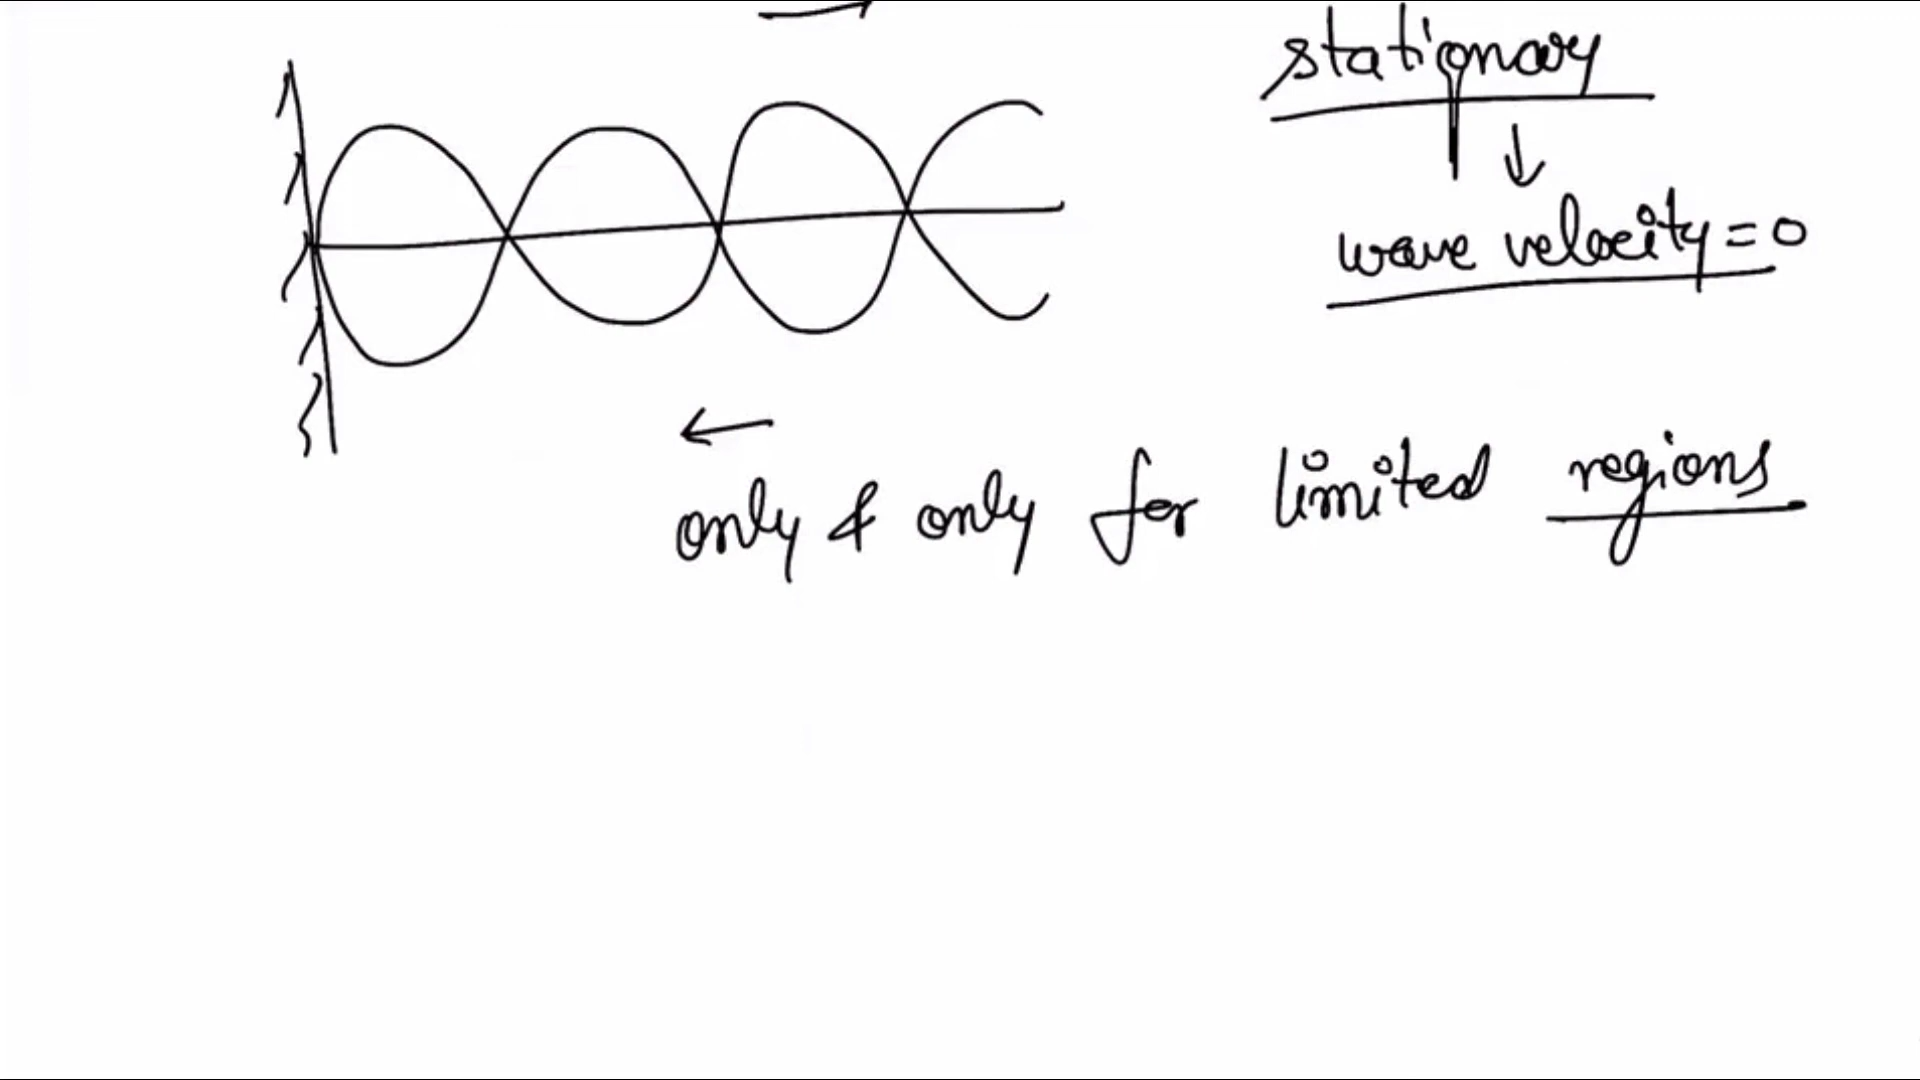 stationary
wave velocity = 0
only & only for limited regions